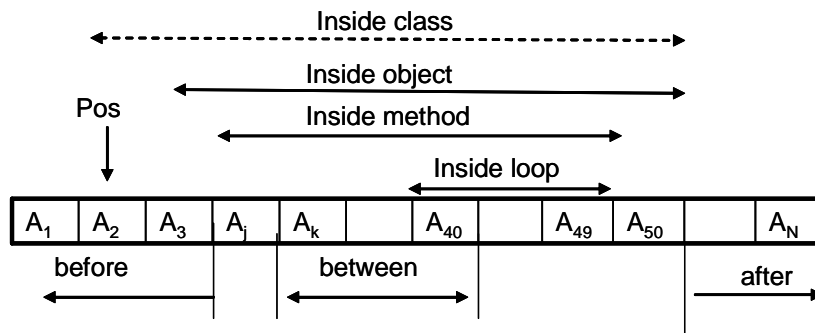 Inside class
Inside object
Pos
Inside method
Inside loop
A₁ A₂ A₃ Aⱼ Aₖ A₄₀ A₄₉ A₅₀ A_N
before between after